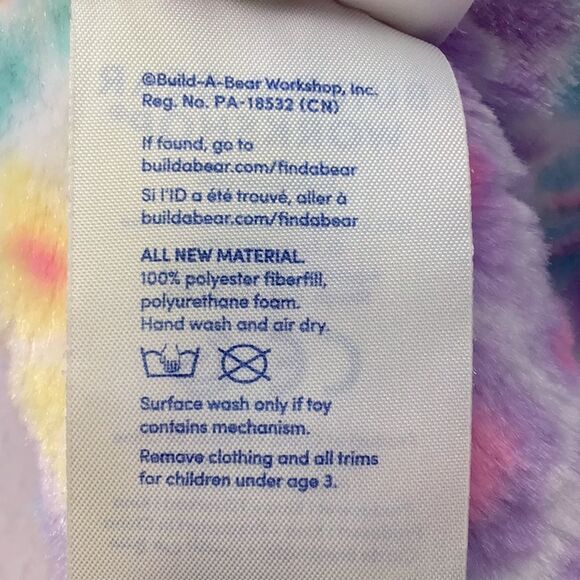 ©Build-A-Bear Workshop, Inc.
Reg. No. PA-18532 (CN)
If found, go to
buildabear.com/findabear
Si l'ID a été trouvé, aller à
buildabear.com/findabear
ALL NEW MATERIAL.
100% polyester fiberfill,
polyurethane foam.
Hand wash and air dry.
Surface wash only if toy
contains mechanism.
Remove clothing and all trims
for children under age 3.